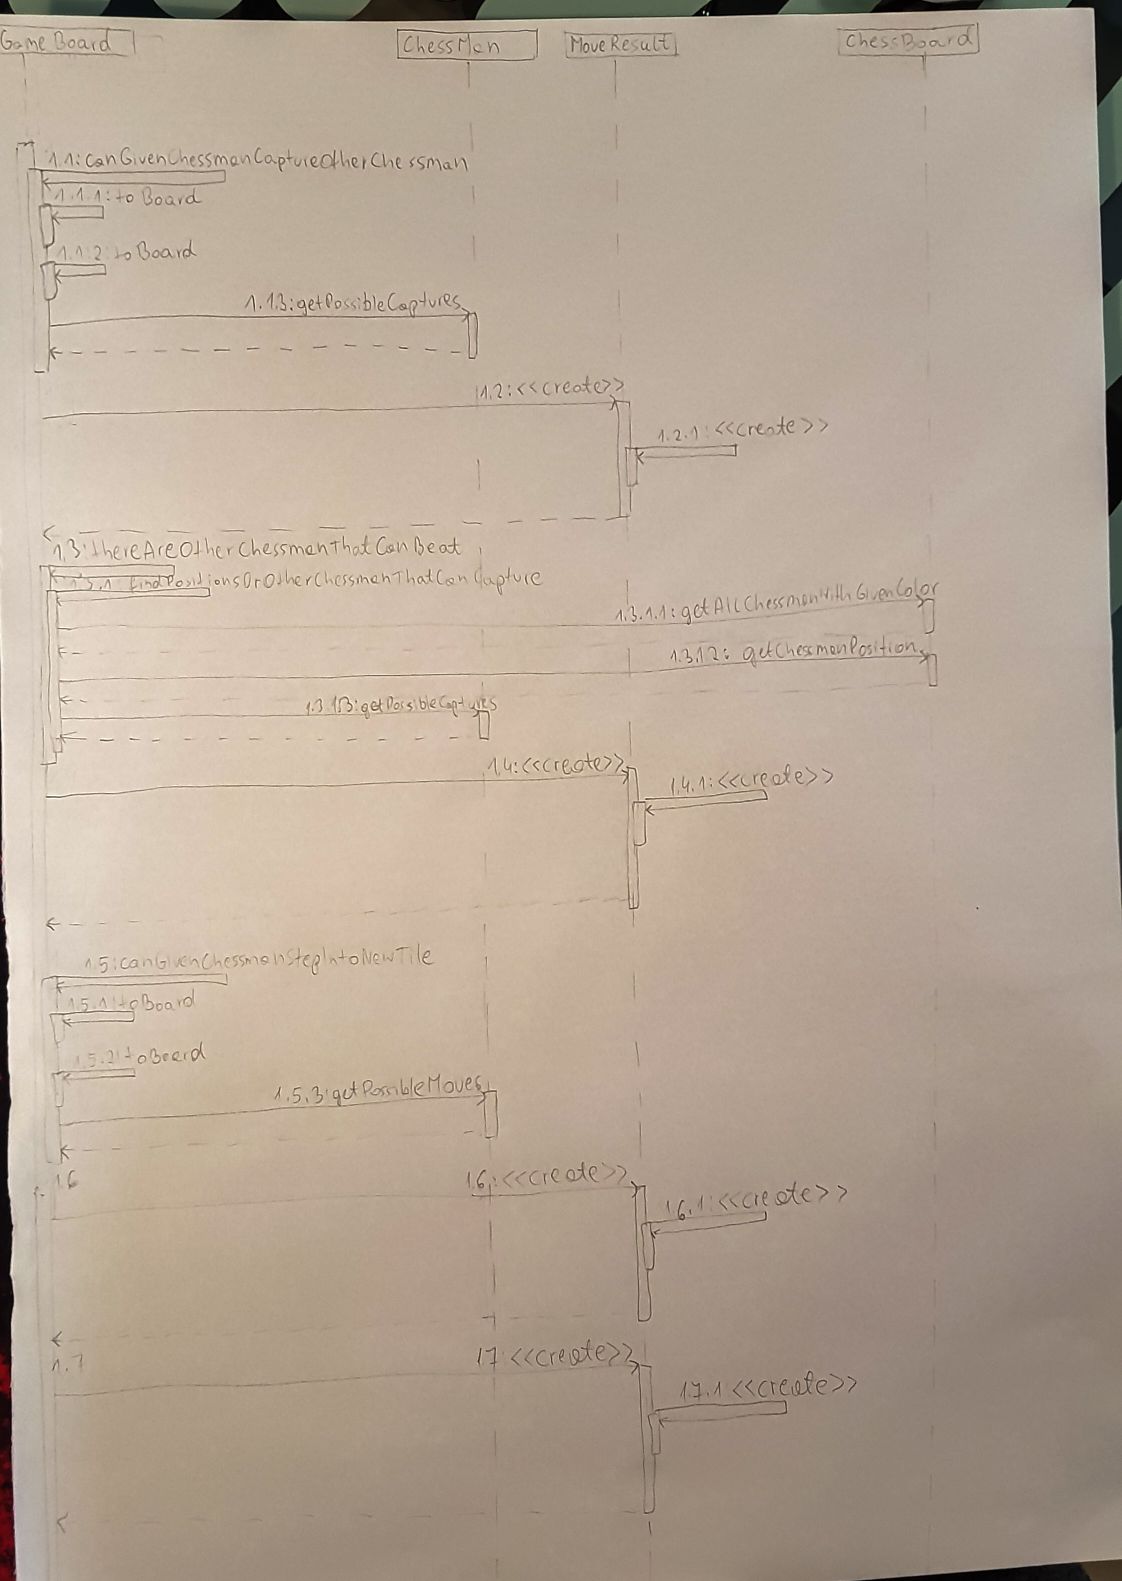 GameBoard
ChessMan
MoveResult
ChessBoard
1.1:canGivenChessmanCaptureOtherChessman
1.1.1:toBoard
1.1.2:toBoard
1.1.3:getPossibleCaptures
1.2:<<create>>
1.2.1:<<create>>
1.3:thereAreOtherChessmenThatCanBeat
1.3.1 findPositionsOfOtherChessmenThatCanCapture
1.3.1.1:getAllChessmenWithGivenColor
1.3.1.2: getChessmanPosition
1.3.1.3:getPossibleCaptures
1.4:<<create>>
1.4.1:<<create>>
1.5:canGivenChessmanStepIntoNewTile
1.5.1:toBoard
1.5.2:toBoard
1.5.3:getPossibleMoves
1.6
1.6:<<create>>
1.6.1:<<create>>
1.7
1.7:<<create>>
1.7.1<<create>>